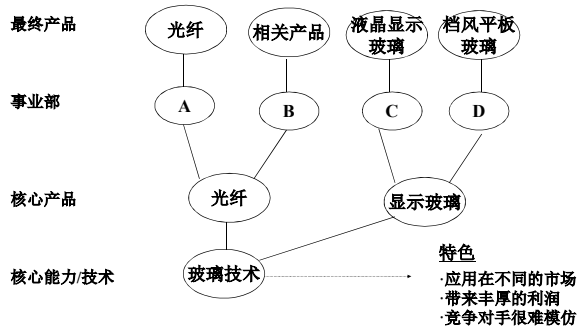 最终产品
光纤
相关产品
液晶显示
玻璃
档风平板
玻璃
事业部
A
B
C
D
核心产品
光纤
显示玻璃
核心能力/技术
玻璃技术
特色
·应用在不同的市场
·带来丰厚的利润
·竞争对手很难模仿